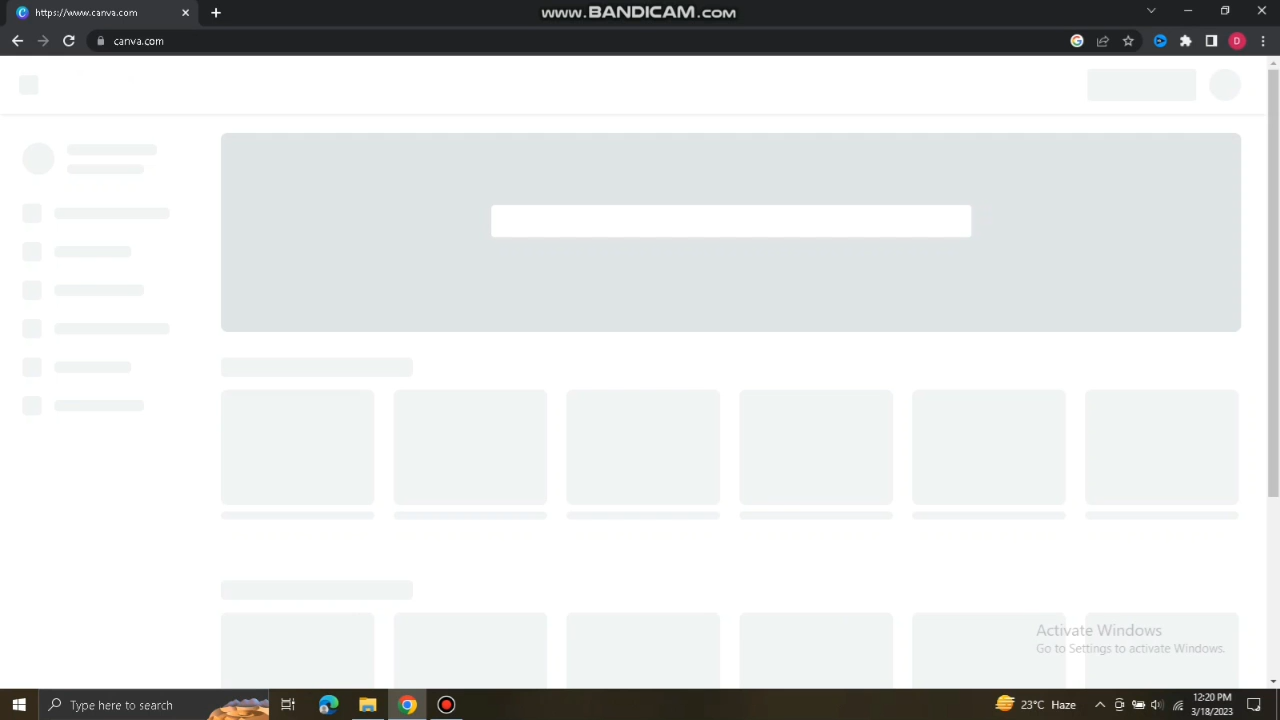 https://www.canva.com
www.BANDICAM.com
canva.com
D
Activate Windows
Go to Settings to activate Windows.
Type here to search
23°C Haze
12:20 PM
3/18/2023